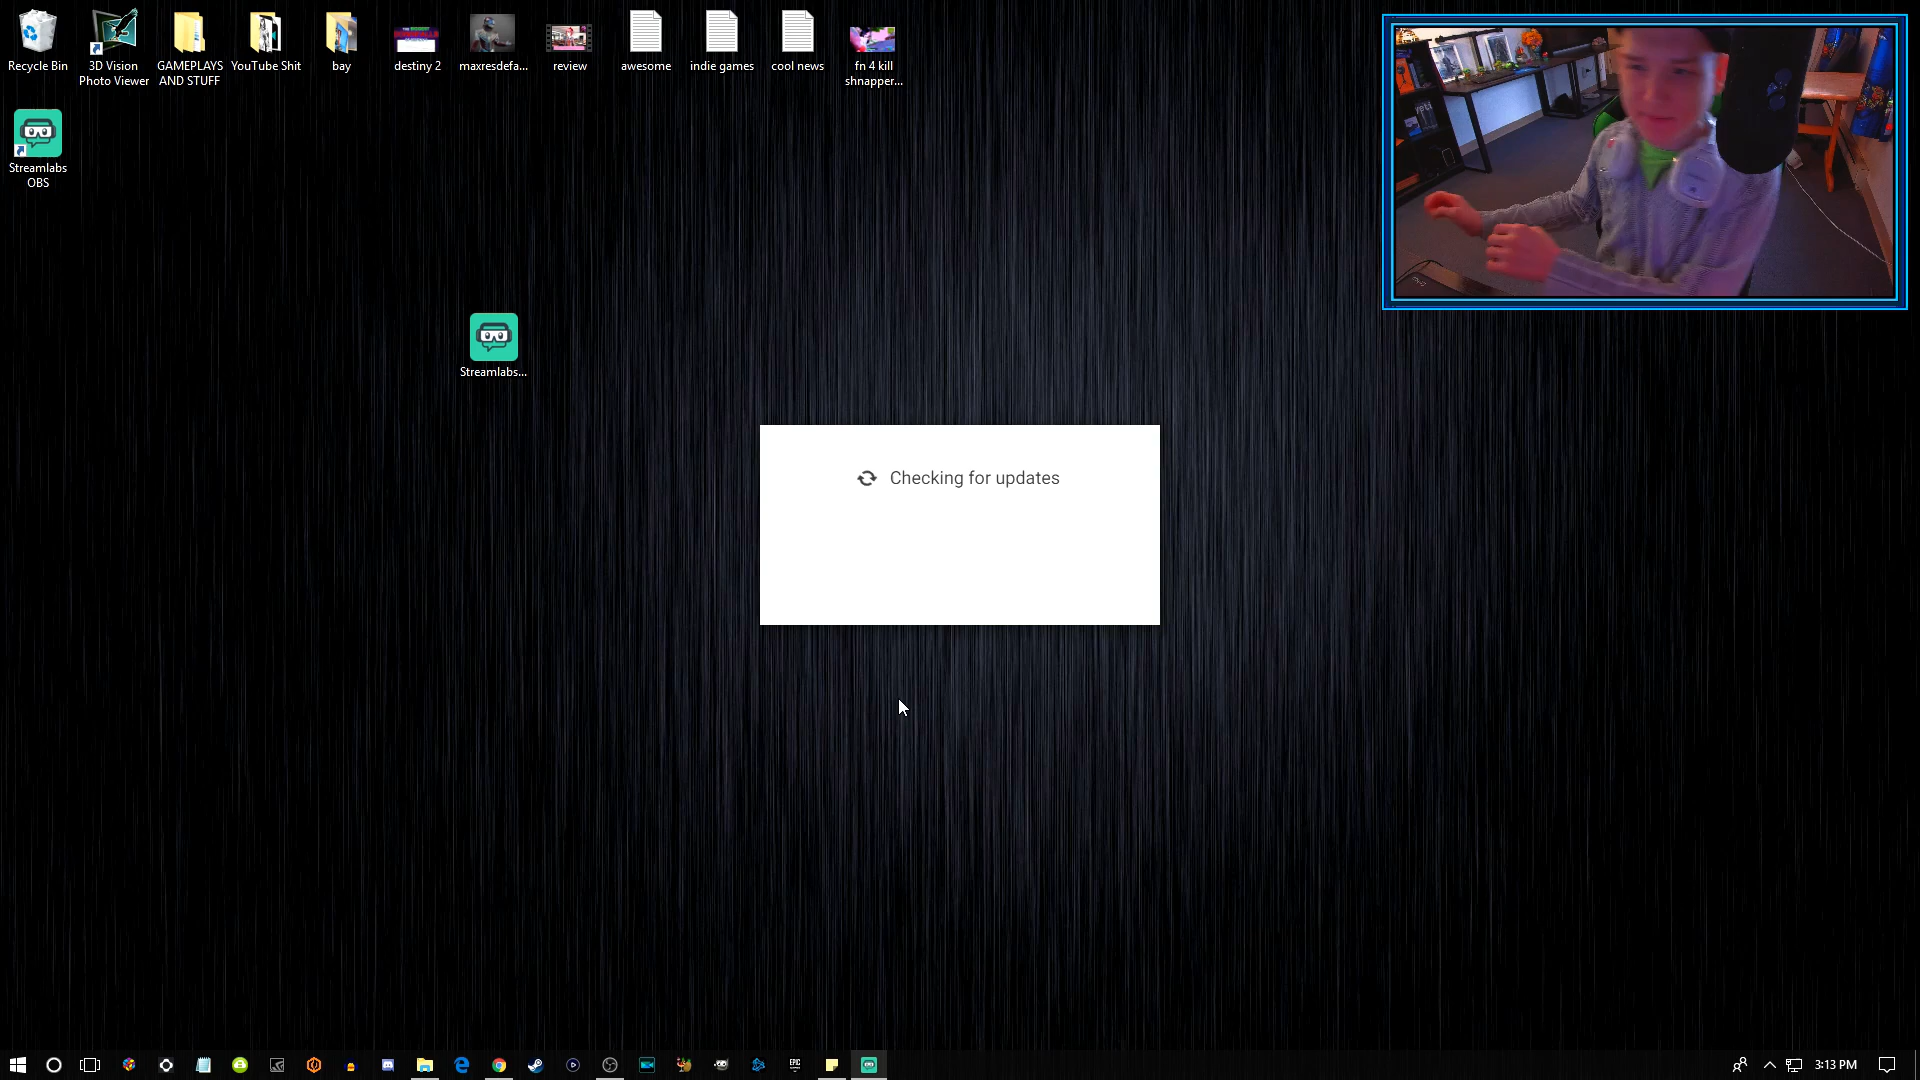 Recycle Bin
3D Vision
Photo Viewer
GAMEPLAYS
AND STUFF
YouTube Shit
bay
destiny 2
maxresdefa...
review
awesome
indie games
cool news
fn 4 kill
shnapper...
Streamlabs
OBS
Streamlabs...
Checking for updates
EPIC
3:13 PM